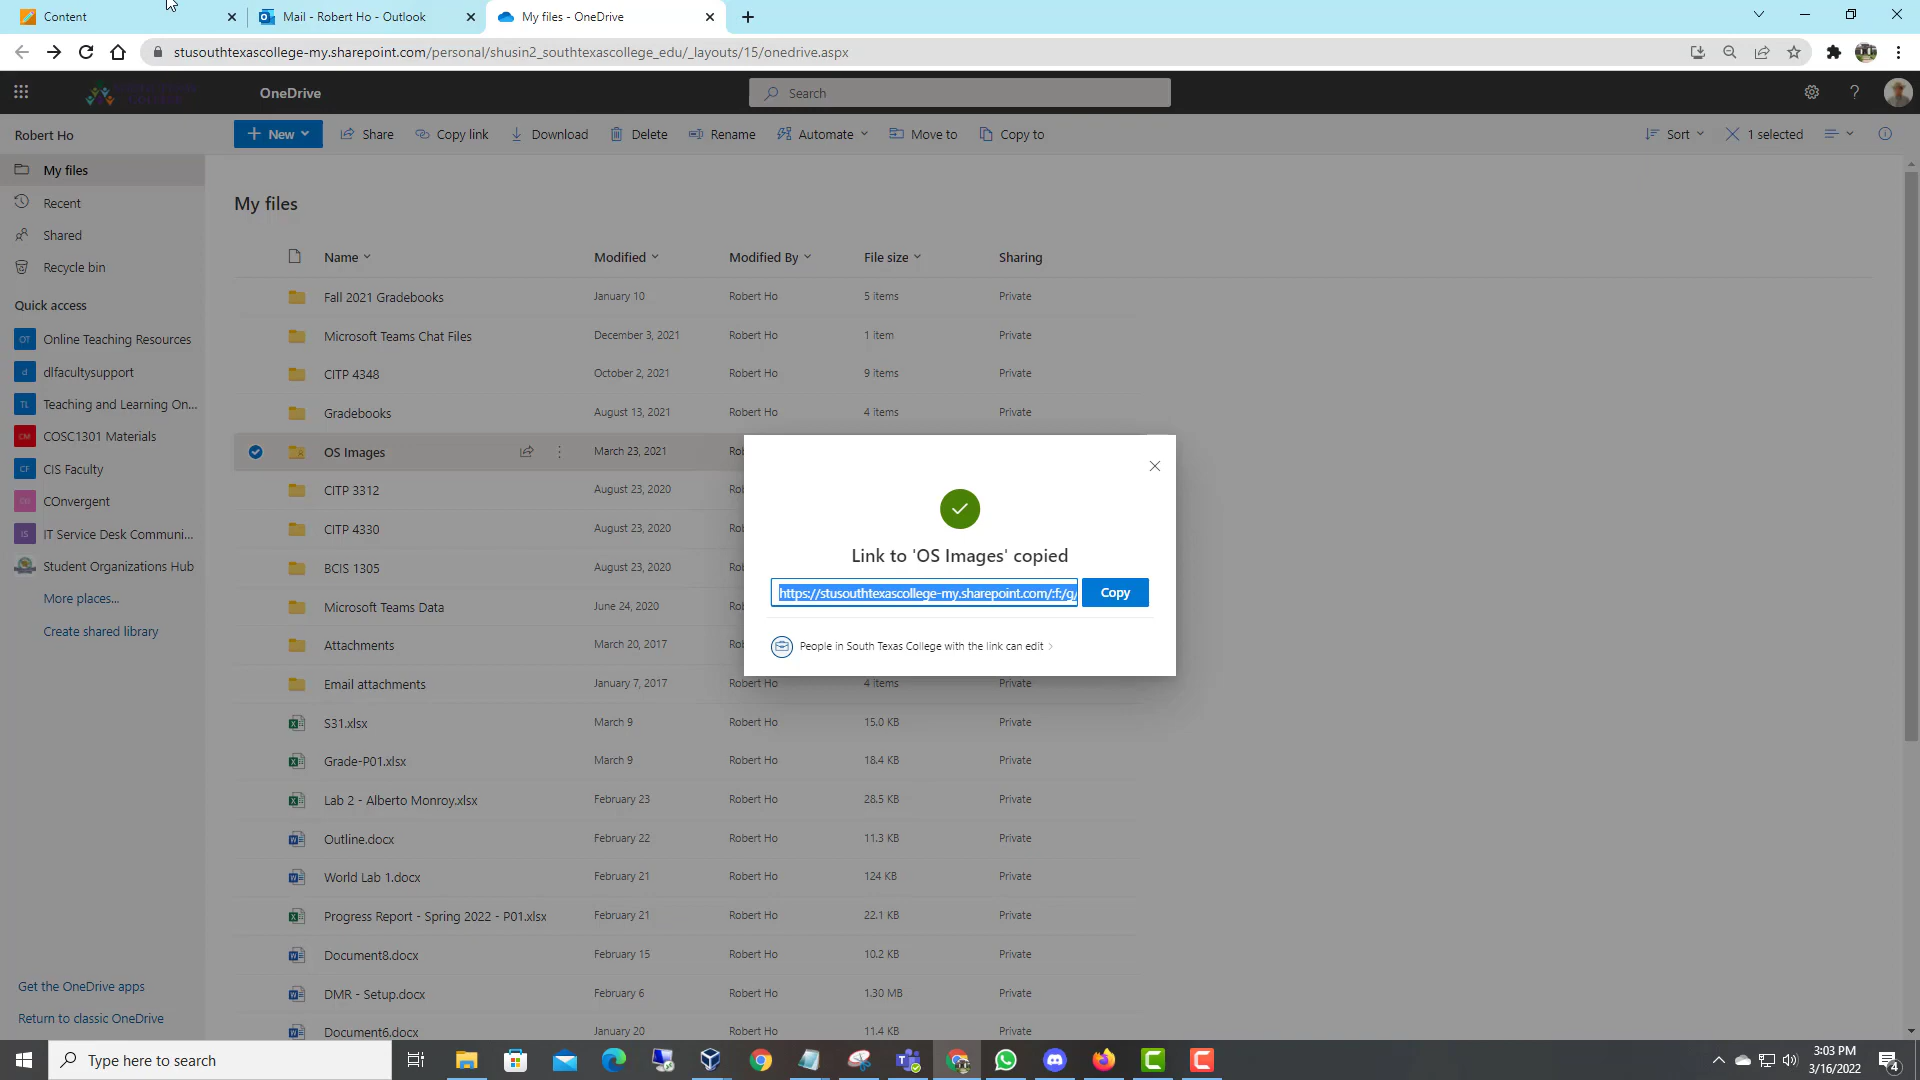 Content
Mail - Robert Ho - Outlook
My files - OneDrive
stusouthtexascollege-my.sharepoint.com/personal/shusin2_southtexascollege_edu/_layouts/15/onedrive.aspx
OneDrive
Search
Robert Ho
New
Share
Copy link
Download
Delete
Rename
Automate
Move to
Copy to
Sort
1 selected
My files
Recent
Shared
Recycle bin
Quick access
OT Online Teaching Resources
d dlfacultysupport
TL Teaching and Learning On...
CM COSC1301 Materials
CF CIS Faculty
COnvergent
IS IT Service Desk Communi...
Student Organizations Hub
More places...
Create shared library
Get the OneDrive apps
Return to classic OneDrive
My files
Name Modified Modified By File size Sharing
Fall 2021 Gradebooks January 10 Robert Ho 5 items Private
Microsoft Teams Chat Files December 3, 2021 Robert Ho 1 item Private
CITP 4348 October 2, 2021 Robert Ho 9 items Private
Gradebooks August 13, 2021 Robert Ho 4 items Private
OS Images March 23, 2021
CITP 3312 August 23, 2020
CITP 4330 August 23, 2020
BCIS 1305 August 23, 2020
Microsoft Teams Data June 24, 2020
Attachments March 20, 2017
Email attachments January 7, 2017 Robert Ho 4 items Private
S31.xlsx March 9 Robert Ho 15.0 KB Private
Grade-P01.xlsx March 9 Robert Ho 18.4 KB Private
Lab 2 - Alberto Monroy.xlsx February 23 Robert Ho 28.5 KB Private
Outline.docx February 22 Robert Ho 11.3 KB Private
World Lab 1.docx February 21 Robert Ho 124 KB Private
Progress Report - Spring 2022 - P01.xlsx February 21 Robert Ho 22.1 KB Private
Document8.docx February 15 Robert Ho 10.2 KB Private
DMR - Setup.docx February 6 Robert Ho 1.30 MB Private
Document6.docx January 20 Robert Ho 11.4 KB Private
Link to 'OS Images' copied
https://stusouthtexascollege-my.sharepoint.com/:f:/g/
Copy
People in South Texas College with the link can edit
Type here to search
3:03 PM
3/16/2022
4